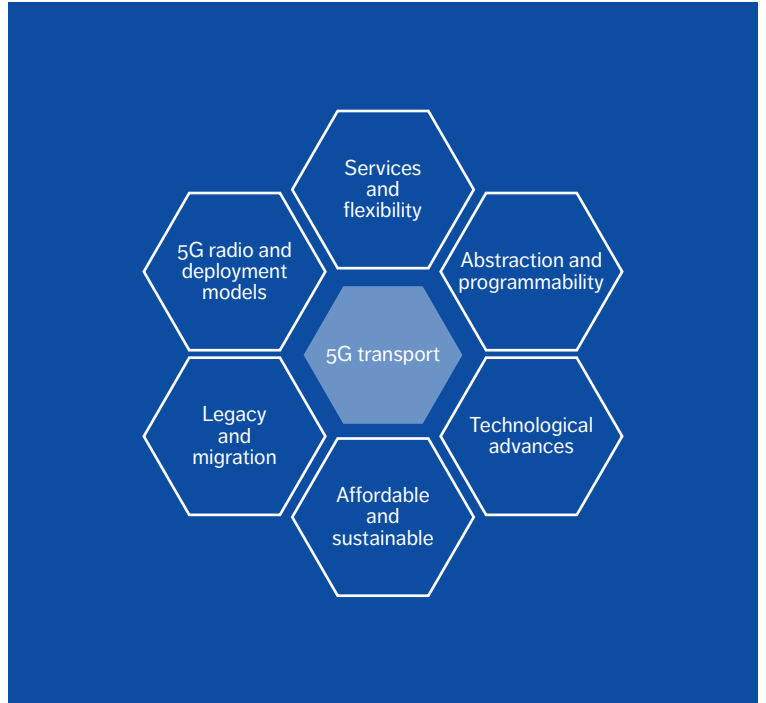 Services
and
flexibility
5G radio and
deployment
models
Abstraction and
programmability
5G transport
Legacy
and
migration
Technological
advances
Affordable
and
sustainable